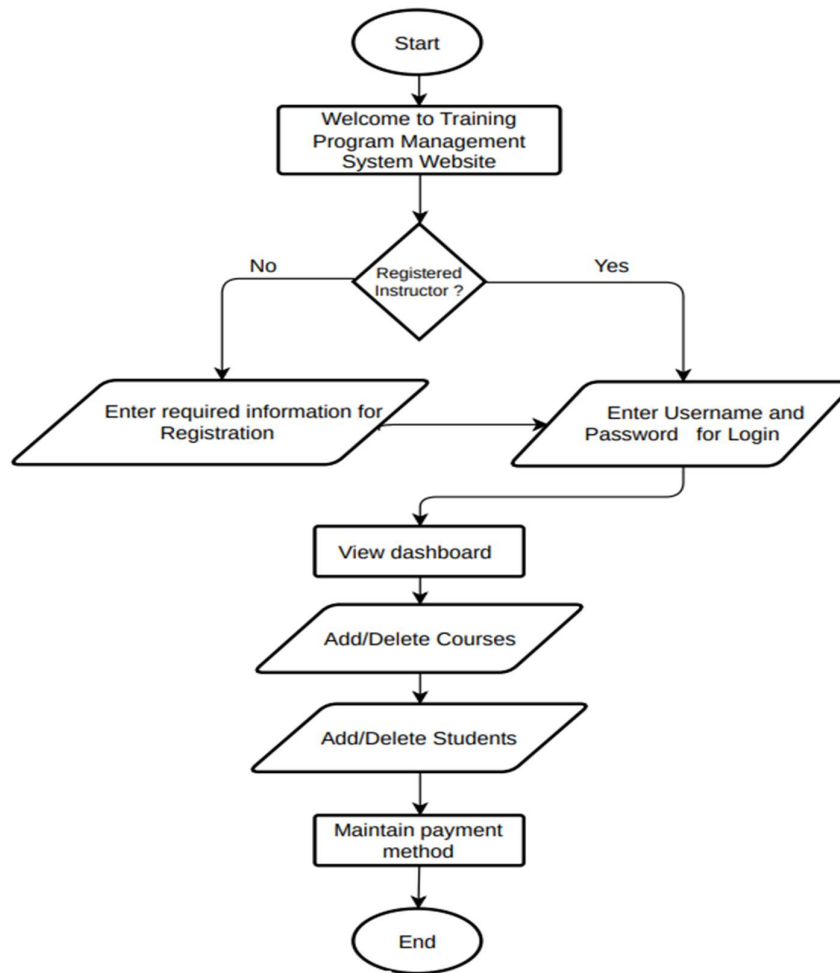 Start
Welcome to Training
Program Management
System Website
No
Registered
Instructor ?
Yes
Enter required information for
Registration
Enter Username and
Password for Login
View dashboard
Add/Delete Courses
Add/Delete Students
Maintain payment
method
End